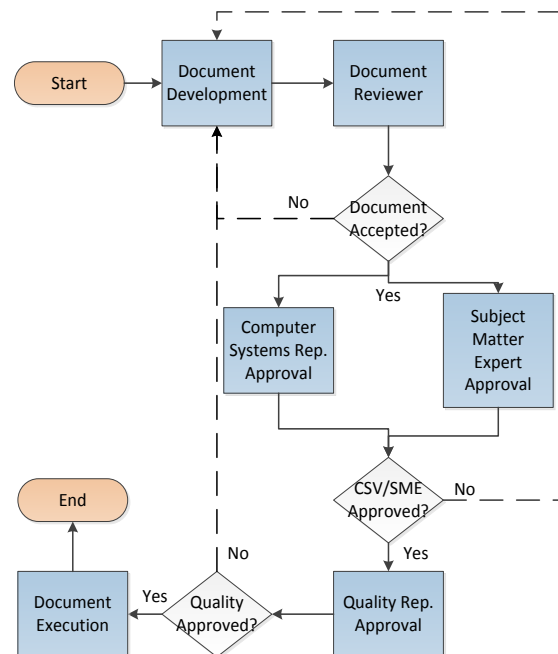 Start
Document
Development
Document
Reviewer
No
Document
Accepted?
Yes
Computer
Systems Rep.
Approval
Subject
Matter
Expert
Approval
CSV/SME
Approved?
No
End
Yes
No
Document
Execution
Yes
Quality
Approved?
Quality Rep.
Approval